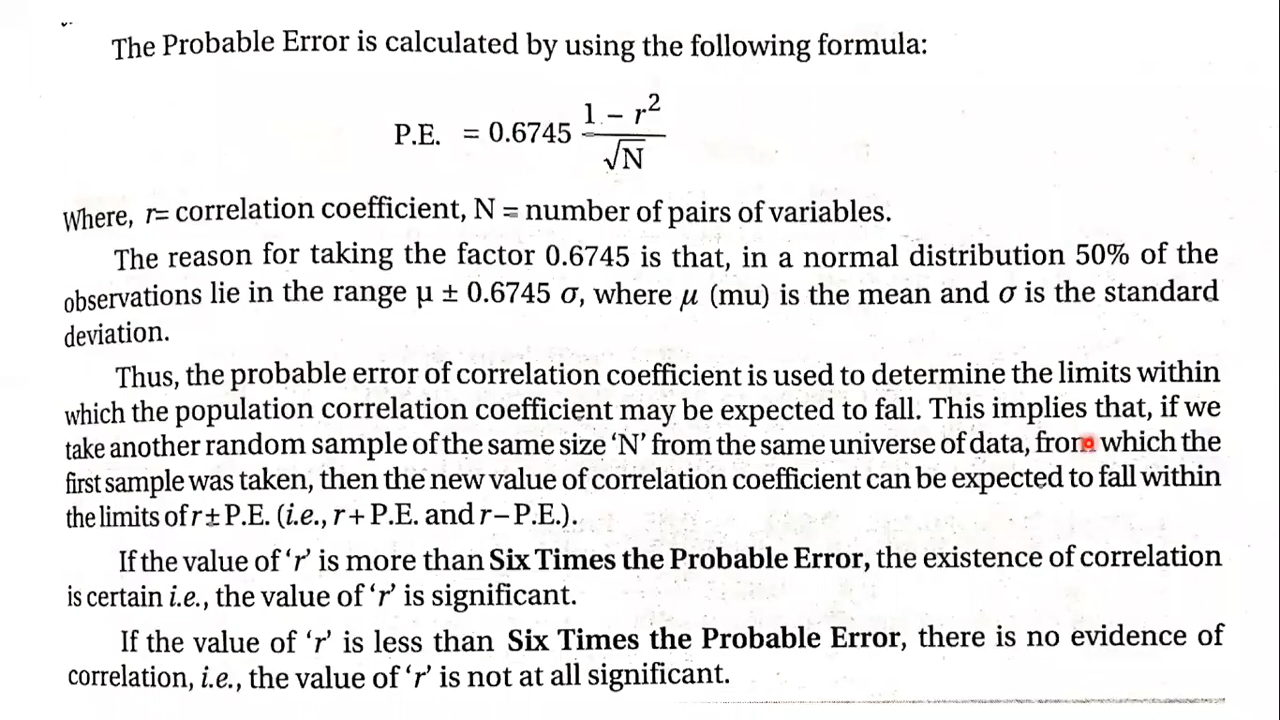 The Probable Error is calculated by using the following formula:
P.E. = 0.6745 (1 - r²)/√N
Where, r= correlation coefficient, N = number of pairs of variables.
The reason for taking the factor 0.6745 is that, in a normal distribution 50% of the
observations lie in the range μ ± 0.6745 σ, where μ (mu) is the mean and σ is the standard
deviation.
Thus, the probable error of correlation coefficient is used to determine the limits within
which the population correlation coefficient may be expected to fall. This implies that, if we
take another random sample of the same size ‘N’ from the same universe of data, from which the
first sample was taken, then the new value of correlation coefficient can be expected to fall within
the limits of r ± P.E. (i.e., r + P.E. and r – P.E.).
If the value of ‘r’ is more than Six Times the Probable Error, the existence of correlation
is certain i.e., the value of ‘r’ is significant.
If the value of ‘r’ is less than Six Times the Probable Error, there is no evidence of
correlation, i.e., the value of ‘r’ is not at all significant.